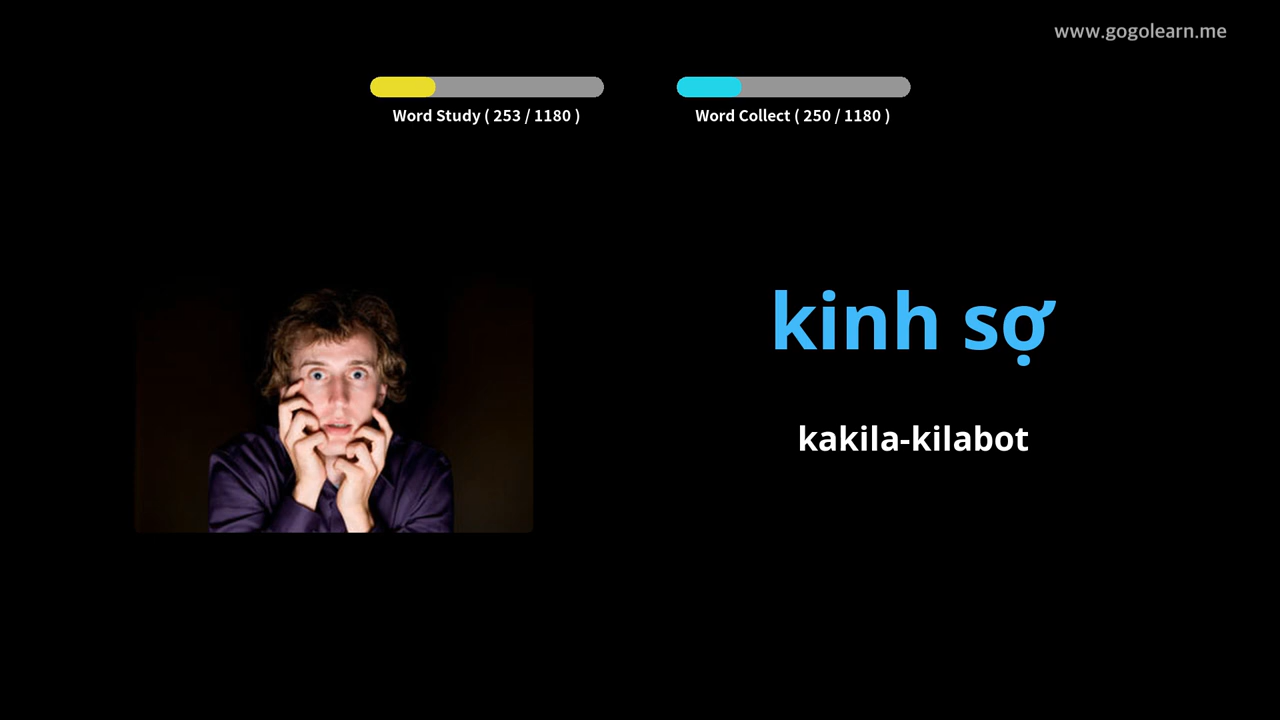 www.gogolearn.me
Word Study ( 253 / 1180 )
Word Collect ( 250 / 1180 )
kinh sợ
kakila-kilabot